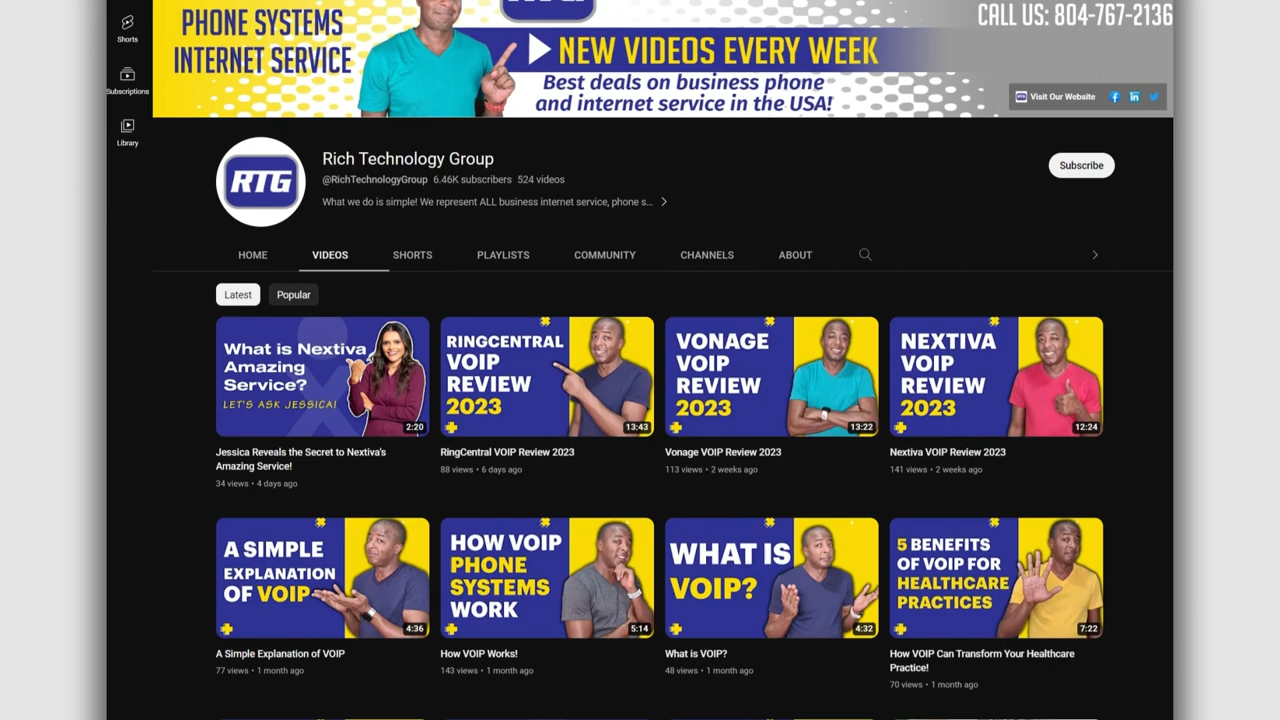 PHONE SYSTEMS
INTERNET SERVICE
CALL US: 804-767-2136
NEW VIDEOS EVERY WEEK
Best deals on business phone
and internet service in the USA!
Visit Our Website
Shorts
Subscriptions
Library
RTG
Rich Technology Group
@RichTechnologyGroup 6.46K subscribers 524 videos
What we do is simple! We represent ALL business internet service, phone s...
Subscribe
HOME VIDEOS SHORTS PLAYLISTS COMMUNITY CHANNELS ABOUT
Latest Popular
What is Nextiva
Amazing
Service?
LET'S ASK JESSICA!
2:20
RINGCENTRAL
VOIP
REVIEW
2023
13:43
VONAGE
VOIP
REVIEW
2023
13:22
NEXTIVA
VOIP
REVIEW
2023
12:24
Jessica Reveals the Secret to Nextiva's
Amazing Service!
34 views • 4 days ago
RingCentral VOIP Review 2023
88 views • 6 days ago
Vonage VOIP Review 2023
113 views • 2 weeks ago
Nextiva VOIP Review 2023
141 views • 2 weeks ago
A SIMPLE
EXPLANATION
OF VOIP
4:36
HOW VOIP
PHONE
SYSTEMS
WORK
5:14
WHAT IS
VOIP?
4:32
5 BENEFITS
OF VOIP FOR
HEALTHCARE
PRACTICES
7:22
A Simple Explanation of VOIP
77 views • 1 month ago
How VOIP Works!
143 views • 1 month ago
What is VOIP?
48 views • 1 month ago
How VOIP Can Transform Your Healthcare
Practice!
70 views • 1 month ago